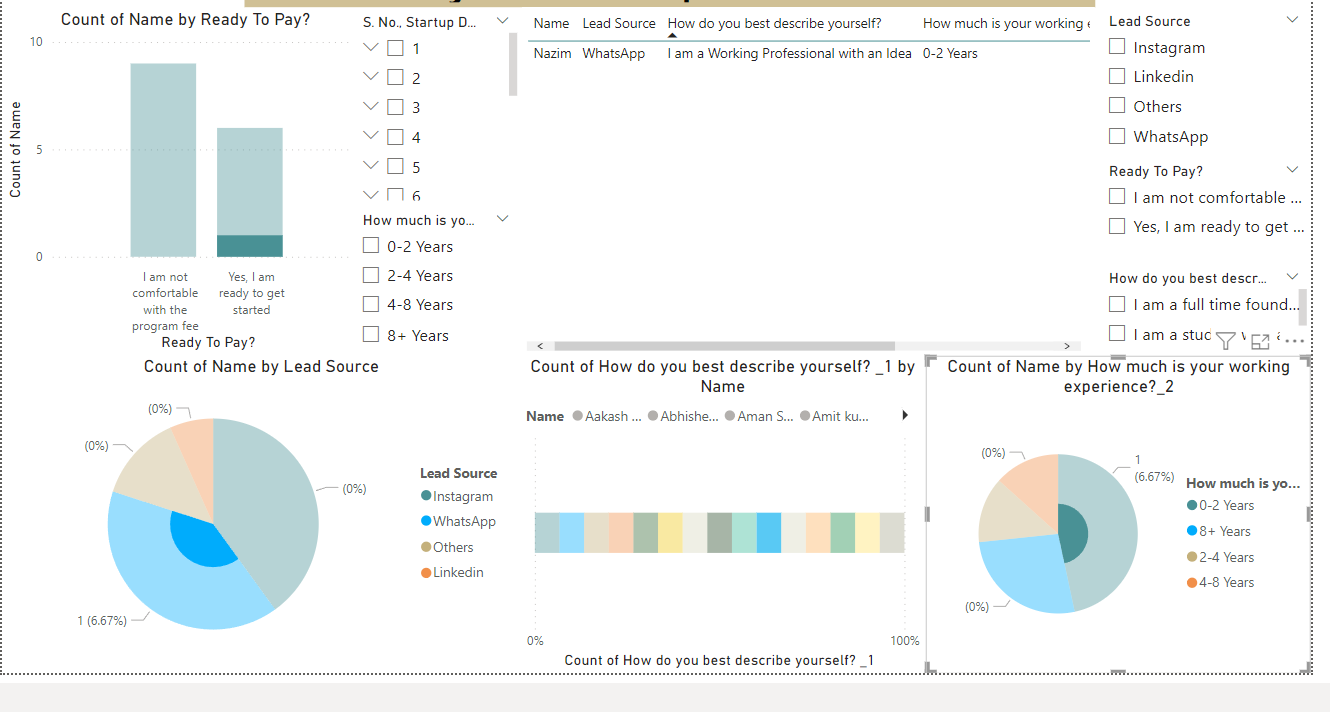 Count of Name by Ready To Pay?
10
5
0
Count of Name
I am not
comfortable
with the
program fee
Yes, I am
ready to get
started
Ready To Pay?
S. No., Startup D...
1
2
3
4
5
6
How much is yo...
0-2 Years
2-4 Years
4-8 Years
8+ Years
Name Lead Source How do you best describe yourself? How much is your working
Nazim WhatsApp I am a Working Professional with an Idea 0-2 Years
Lead Source
Instagram
Linkedin
Others
WhatsApp
Ready To Pay?
I am not comfortable ...
Yes, I am ready to get ...
How do you best descr...
I am a full time found...
I am a stud
Count of Name by Lead Source
(0%)
(0%)
(0%)
1 (6.67%)
Lead Source
Instagram
WhatsApp
Others
Linkedin
Count of How do you best describe yourself? _1 by
Name
Name Aakash ... Abhishe... Aman S... Amit ku...
0% 100%
Count of How do you best describe yourself? _1
Count of Name by How much is your working
experience?_2
(0%)
1
(6.67%)
(0%)
(0%)
How much is yo...
0-2 Years
8+ Years
2-4 Years
4-8 Years